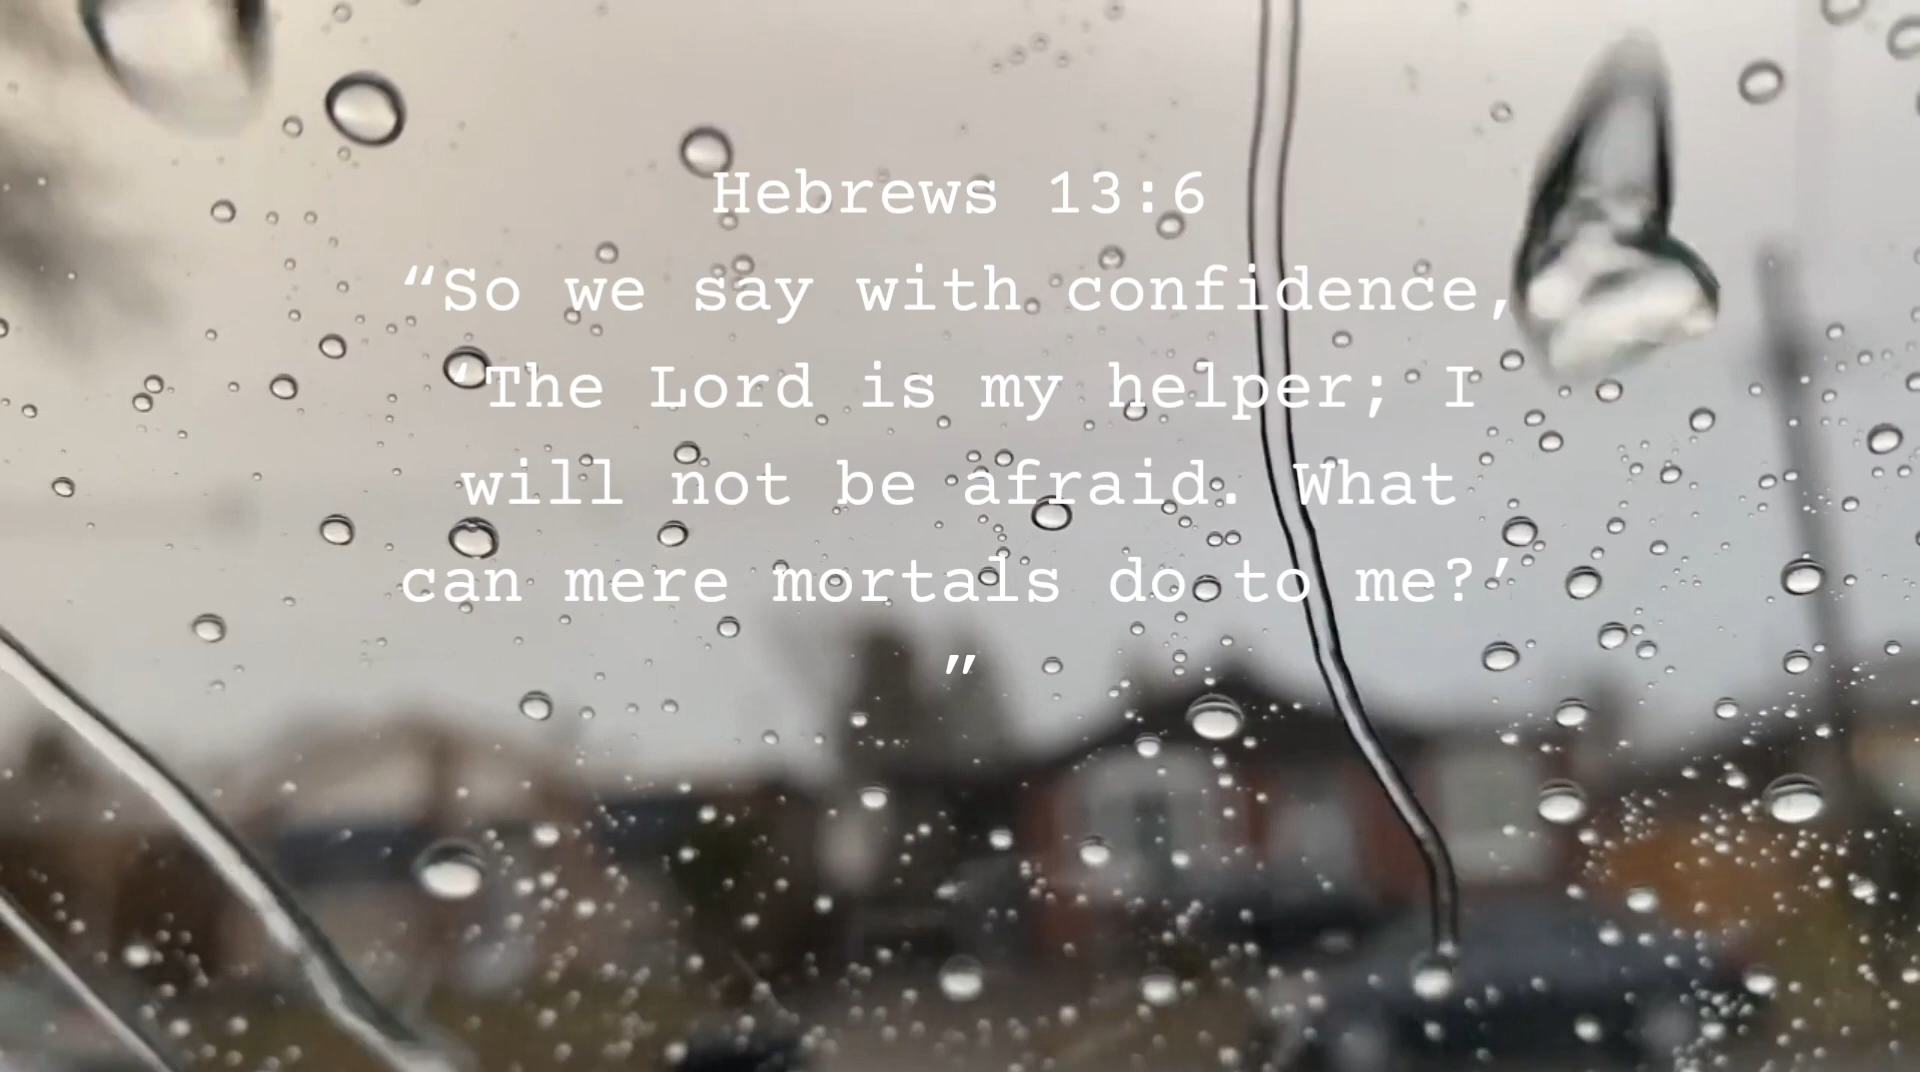 Hebrews 13:6
“So we say with confidence,
‘The Lord is my helper; I
will not be afraid. What
can mere mortals do to me?’
”